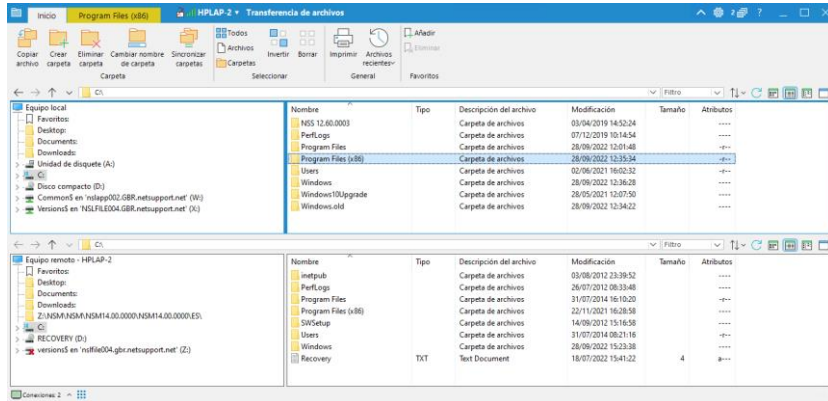 Inicio
Program Files (x86)
HPLAP-2
Transferencia de archivos
Copiar archivo
Crear carpeta
Eliminar carpeta
Cambiar nombre de carpeta
Sincronizar carpetas
Carpeta
Todos
Archivos
Carpetas
Invertir
Borrar
Seleccionar
Imprimir
Archivos recientes
General
Añadir
Eliminar
Favoritos
C:\
Filtro
Equipo local
Favoritos:
Desktop:
Documents:
Downloads:
Unidad de disquete (A:)
C:
Disco compacto (D:)
Common$ en 'nslapp002.GBR.netsupport.net' (W:)
Versions$ en 'NSLFILE004.GBR.netsupport.net' (X:)
Nombre Tipo Descripción del archivo Modificación Tamaño Atributos
NSS 12.60.0003 Carpeta de archivos 03/04/2019 14:52:24 ----
PerfLogs Carpeta de archivos 07/12/2019 10:14:54 ----
Program Files Carpeta de archivos 28/09/2022 12:01:48 -r--
Program Files (x86) Carpeta de archivos 28/09/2022 12:35:34 -r--
Users Carpeta de archivos 02/06/2021 16:02:32 -r--
Windows Carpeta de archivos 28/09/2022 12:36:28 ----
Windows10Upgrade Carpeta de archivos 28/05/2021 12:07:50 ----
Windows.old Carpeta de archivos 28/09/2022 12:34:22 ----
C:\
Filtro
Equipo remoto - HPLAP-2
Favoritos:
Desktop:
Documents:
Downloads:
Z:\NSM\NSM\NSM14.00.0000\NSM14.00.0000\ES\
C:
RECOVERY (D:)
versions$ en 'nslfile004.gbr.netsupport.net' (Z:)
Nombre Tipo Descripción del archivo Modificación Tamaño Atributos
inetpub Carpeta de archivos 03/08/2012 23:39:52 ----
PerfLogs Carpeta de archivos 26/07/2012 08:33:48 ----
Program Files Carpeta de archivos 31/07/2014 16:10:20 -r--
Program Files (x86) Carpeta de archivos 22/11/2021 16:28:58 -r--
SWSetup Carpeta de archivos 14/09/2012 15:16:58 ----
Users Carpeta de archivos 31/07/2014 08:21:16 -r--
Windows Carpeta de archivos 28/09/2022 15:23:38 ----
Recovery TXT Text Document 18/07/2022 15:41:22 4 a---
Conexiones: 2